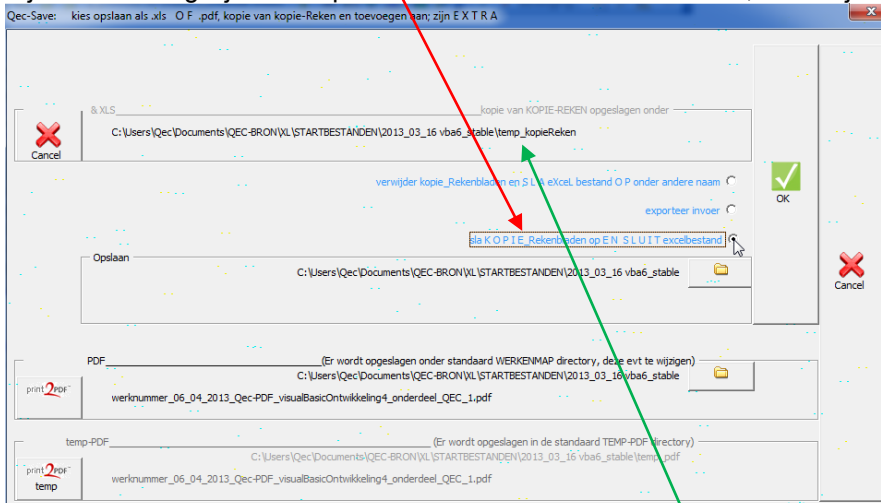 Qec-Save: kies opslaan als .xls O F .pdf, kopie van kopie-Reken en toevoegen aan; zijn E X T R A
& XLS kopie van KOPIE-REKEN opgeslagen onder
C:\Users\Qec\Documents\QEC-BRON\XL\STARTBESTANDEN\2013_03_16 vba6_stable\temp_kopieReken
Cancel
verwijder kopie_Rekenbladen en S L A eXceL bestand O P onder andere naam
OK
exporteer invoer
sla K O P I E_Rekenbladen op E N S L U I T excelbestand
Opslaan
C:\Users\Qec\Documents\QEC-BRON\XL\STARTBESTANDEN\2013_03_16 vba6_stable
Cancel
PDF (Er wordt opgeslagen onder standaard WERKENMAP directory, deze evt te wijzigen)
C:\Users\Qec\Documents\QEC-BRON\XL\STARTBESTANDEN\2013_03_16 vba6_stable
print2PDF
werknummer_06_04_2013_Qec-PDF_visualBasicOntwikkeling4_onderdeel_QEC_1.pdf
temp-PDF (Er wordt opgeslagen in de standaard TEMP-PDF directory)
C:\Users\Qec\Documents\QEC-BRON\XL\STARTBESTANDEN\2013_03_16 vba6_stable\temp_pdf
print2PDF
temp
werknummer_06_04_2013_Qec-PDF_visualBasicOntwikkeling4_onderdeel_QEC_1.pdf